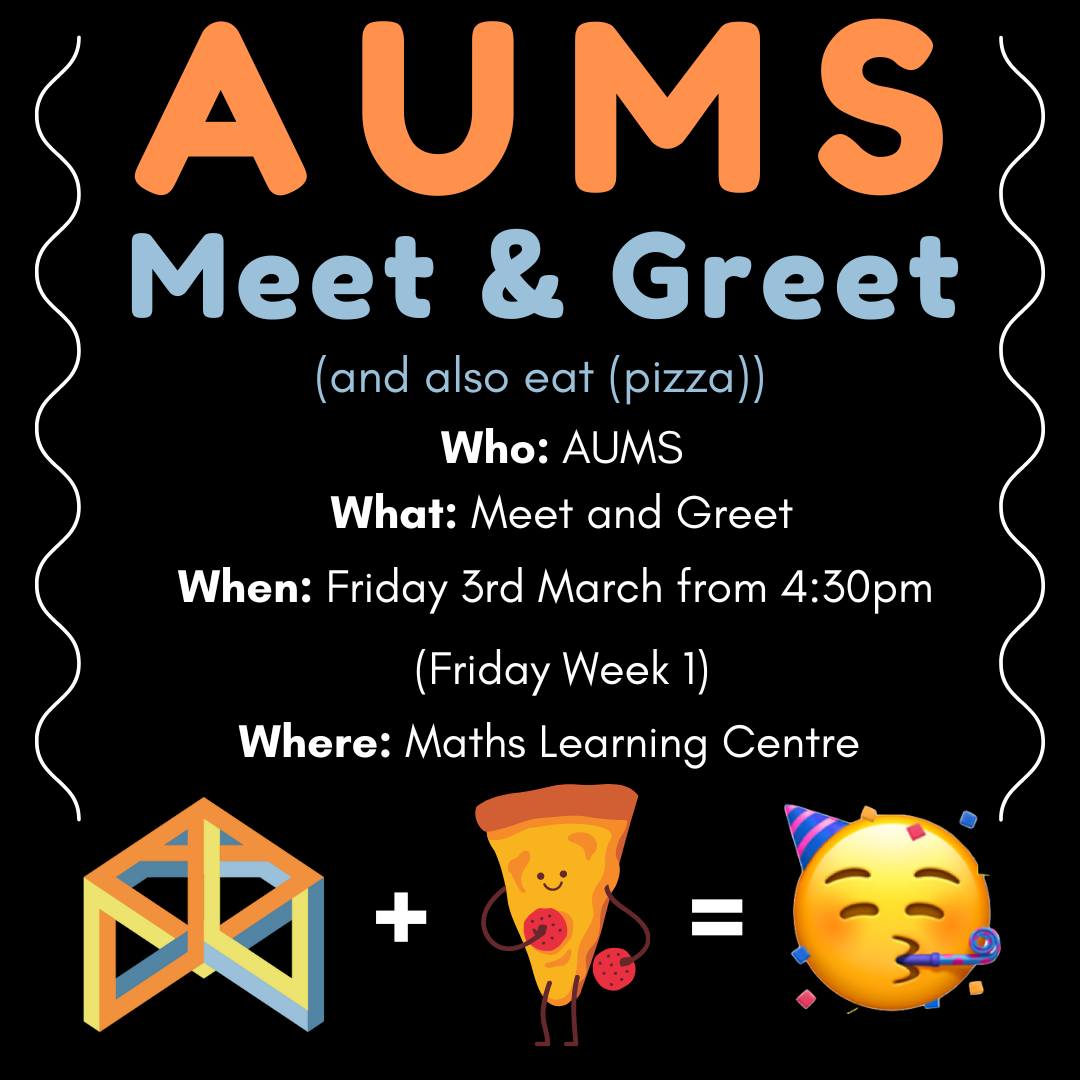 AUMS
Meet & Greet
(and also eat (pizza))
Who: AUMS
What: Meet and Greet
When: Friday 3rd March from 4:30pm
(Friday Week 1)
Where: Maths Learning Centre
+ =